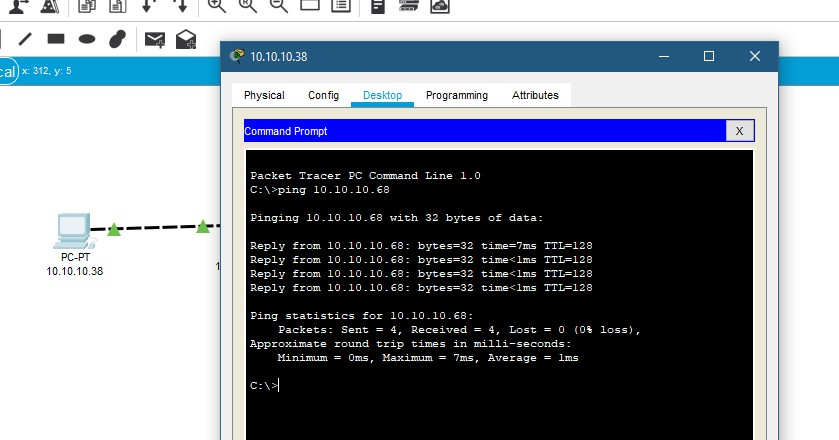 10.10.10.38
cal
x: 312, y: 5
Physical Config Desktop Programming Attributes
Command Prompt
X
Packet Tracer PC Command Line 1.0
C:\>ping 10.10.10.68
Pinging 10.10.10.68 with 32 bytes of data:
Reply from 10.10.10.68: bytes=32 time=7ms TTL=128
Reply from 10.10.10.68: bytes=32 time<1ms TTL=128
Reply from 10.10.10.68: bytes=32 time<1ms TTL=128
Reply from 10.10.10.68: bytes=32 time<1ms TTL=128
Ping statistics for 10.10.10.68:
Packets: Sent = 4, Received = 4, Lost = 0 (0% loss),
Approximate round trip times in milli-seconds:
Minimum = 0ms, Maximum = 7ms, Average = 1ms
C:\>
PC-PT
10.10.10.38
1